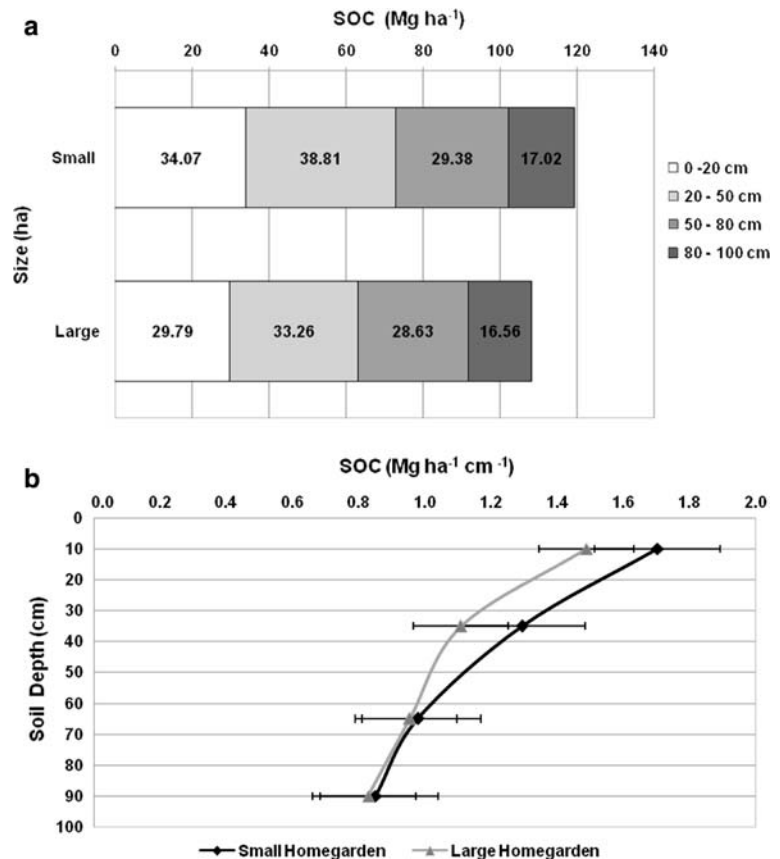 a
SOC (Mg ha-1)
0 20 40 60 80 100 120 140
Small
34.07 38.81 29.38 17.02
Size (ha)
Large
29.79 33.26 28.63 16.56
0 -20 cm
20 - 50 cm
50 - 80 cm
80 - 100 cm
b
SOC (Mg ha-1 cm -1)
0.0 0.2 0.4 0.6 0.8 1.0 1.2 1.4 1.6 1.8 2.0
0
10
20
30
40
50
60
70
80
90
100
Soil Depth (cm)
Small Homegarden Large Homegarden